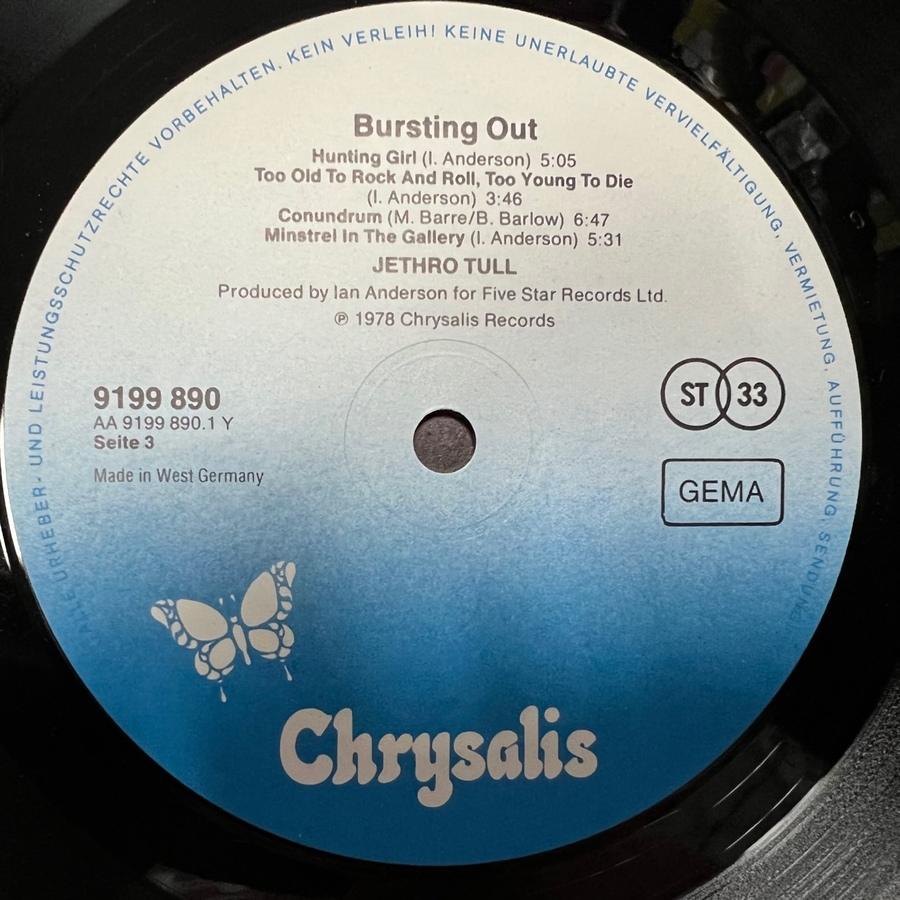 ALLE URHEBER- UND LEISTUNGSSCHUTZRECHTE VORBEHALTEN. KEIN VERLEIH! KEINE UNERLAUBTE VERVIELFÄLTIGUNG, VERMIETUNG, AUFFÜHRUNG, SENDUNG!
Bursting Out
Hunting Girl (I. Anderson) 5:05
Too Old To Rock And Roll, Too Young To Die
(I. Anderson) 3:46
Conundrum (M. Barre/B. Barlow) 6:47
Minstrel In The Gallery (I. Anderson) 5:31
JETHRO TULL
Produced by Ian Anderson for Five Star Records Ltd.
℗ 1978 Chrysalis Records
9199 890
AA 9199 890.1 Y
Seite 3
Made in West Germany
ST 33
GEMA
Chrysalis